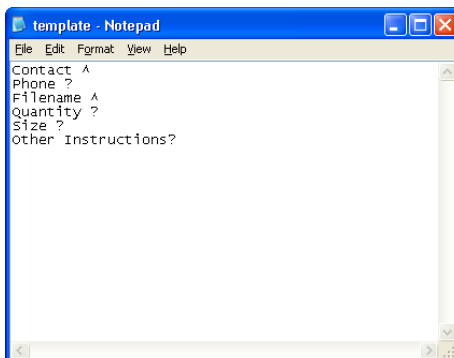 template - Notepad
File Edit Format View Help
Contact ^
Phone ?
Filename ^
Quantity ?
Size ?
Other Instructions?